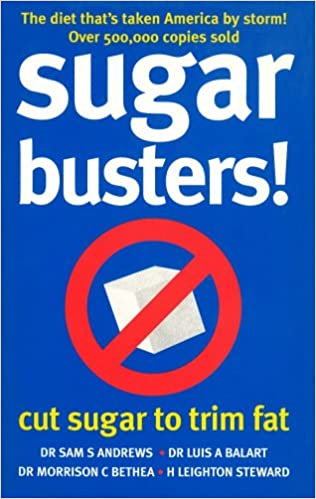 The diet that's taken America by storm!
Over 500,000 copies sold
sugar
busters!
cut sugar to trim fat
DR SAM S ANDREWS • DR LUIS A BALART
DR MORRISON C BETHEA • H LEIGHTON STEWARD